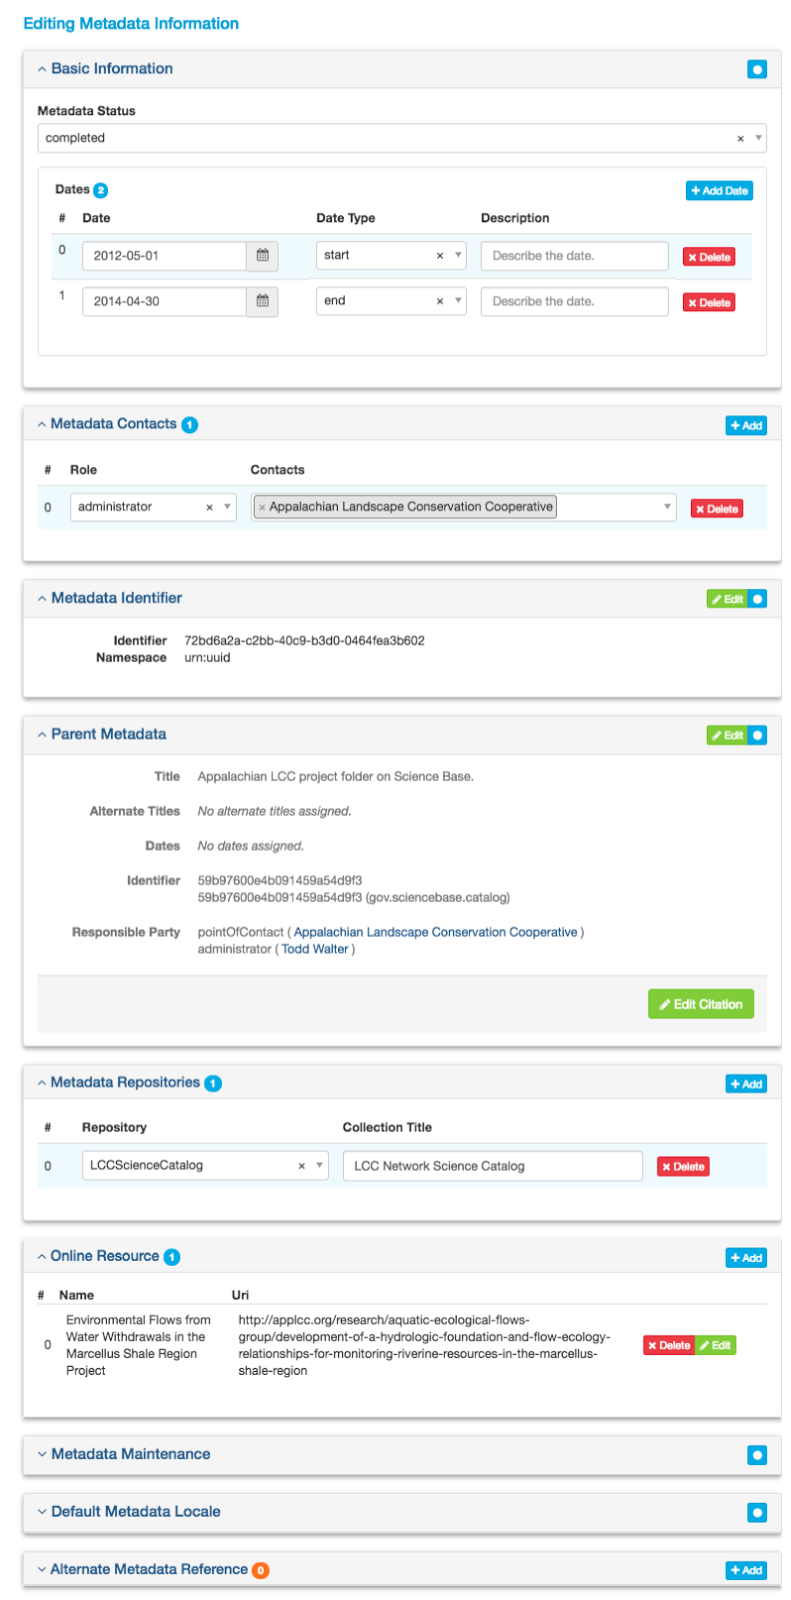 Editing Metadata Information
Basic Information
Metadata Status
completed × ▼
Dates 2 + Add Date
# Date Date Type Description
0 2012-05-01 start × Describe the date. × Delete
1 2014-04-30 end × Describe the date. × Delete
Metadata Contacts 1 + Add
# Role Contacts
0 administrator × × Appalachian Landscape Conservation Cooperative × Delete
Metadata Identifier Edit
Identifier 72bd6a2a-c2bb-40c9-b3d0-0464fea3b602
Namespace urn:uuid
Parent Metadata Edit
Title Appalachian LCC project folder on Science Base.
Alternate Titles No alternate titles assigned.
Dates No dates assigned.
Identifier 59b97600e4b091459a54d9f3
59b97600e4b091459a54d9f3 (gov.sciencebase.catalog)
Responsible Party pointOfContact ( Appalachian Landscape Conservation Cooperative )
administrator ( Todd Walter )
Edit Citation
Metadata Repositories 1 + Add
# Repository Collection Title
0 LCCScienceCatalog × LCC Network Science Catalog × Delete
Online Resource 1 + Add
# Name Uri
0
Environmental Flows from
Water Withdrawals in the
Marcellus Shale Region
Project
http://applcc.org/research/aquatic-ecological-flows-
group/development-of-a-hydrologic-foundation-and-flow-ecology-
relationships-for-monitoring-riverine-resources-in-the-marcellus-
shale-region
× Delete Edit
Metadata Maintenance
Default Metadata Locale
Alternate Metadata Reference 0 + Add